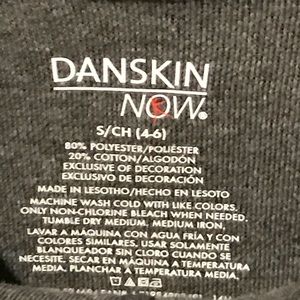 DANSKIN
NOW®
S/CH (4-6)
80% POLYESTER/POLIÉSTER
20% COTTON/ALGODÓN
EXCLUSIVE OF DECORATION
EXCLUSIVO DE DECORACIÓN
MADE IN LESOTHO/HECHO EN LESOTO
MACHINE WASH COLD WITH LIKE COLORS.
ONLY NON-CHLORINE BLEACH WHEN NEEDED.
TUMBLE DRY MEDIUM. MEDIUM IRON.
LAVAR A MÁQUINA CON AGUA FRÍA Y CON
COLORES SIMILARES. USAR SOLAMENTE
BLANQUEADOR SIN CLORO CUANDO SE
NECESITE, SECAR EN MÁQUINA A TEMPERATURA
MEDIA, PLANCHAR A TEMPERATURA MEDIA.